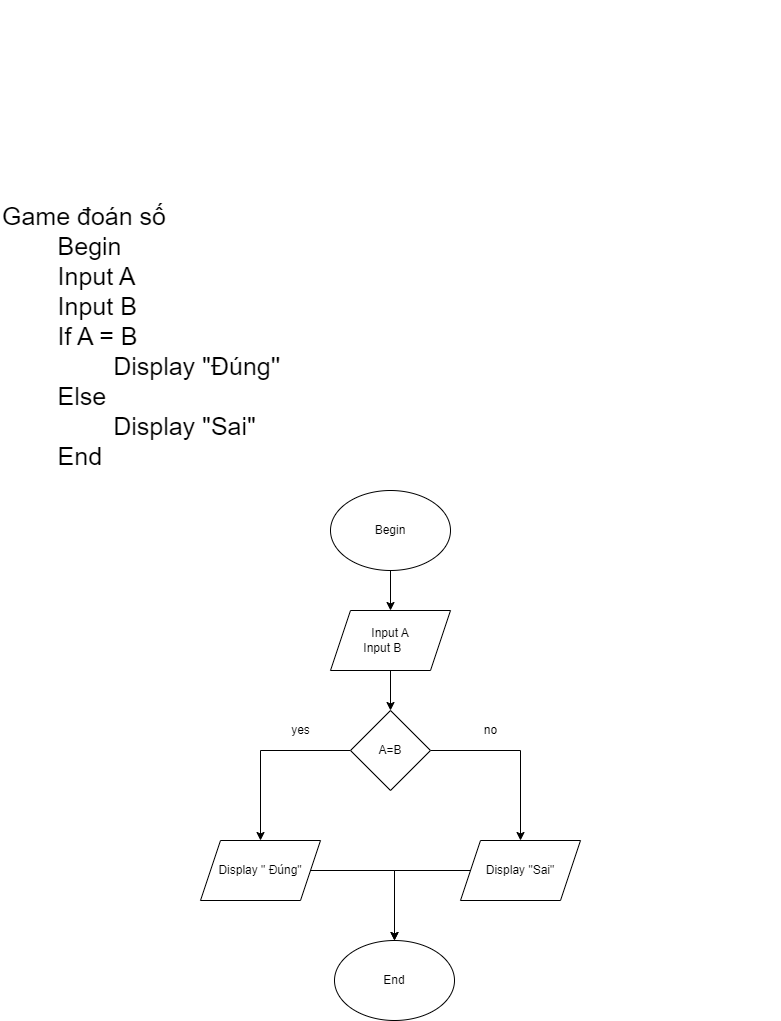 Game đoán số
Begin
Input A
Input B
If A = B
Display "Đúng"
Else
Display "Sai"
End
Begin
Input A
Input B
yes
A=B
no
Display " Đúng"
Display "Sai"
End